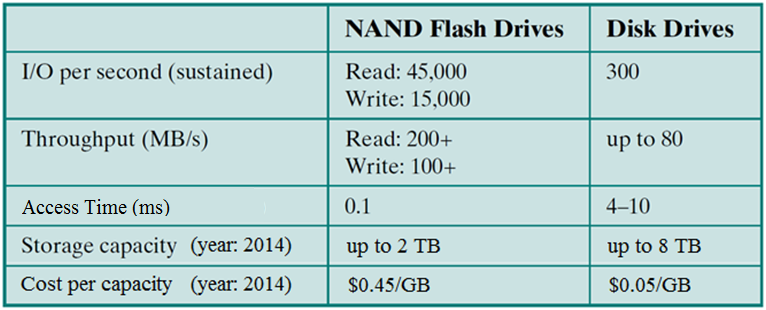 NAND Flash Drives Disk Drives
I/O per second (sustained) Read: 45,000 300
Write: 15,000
Throughput (MB/s) Read: 200+ up to 80
Write: 100+
Access Time (ms) 0.1 4–10
Storage capacity (year: 2014) up to 2 TB up to 8 TB
Cost per capacity (year: 2014) $0.45/GB $0.05/GB